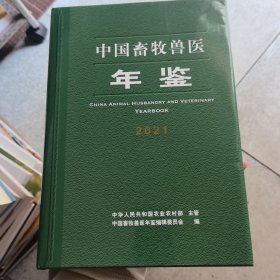 中国畜牧兽医
年鉴
CHINA ANIMAL HUSBANDRY AND VETERINARY
YEARBOOK
2021
中华人民共和国农业农村部 主管
中国畜牧兽医年鉴编辑委员会 编